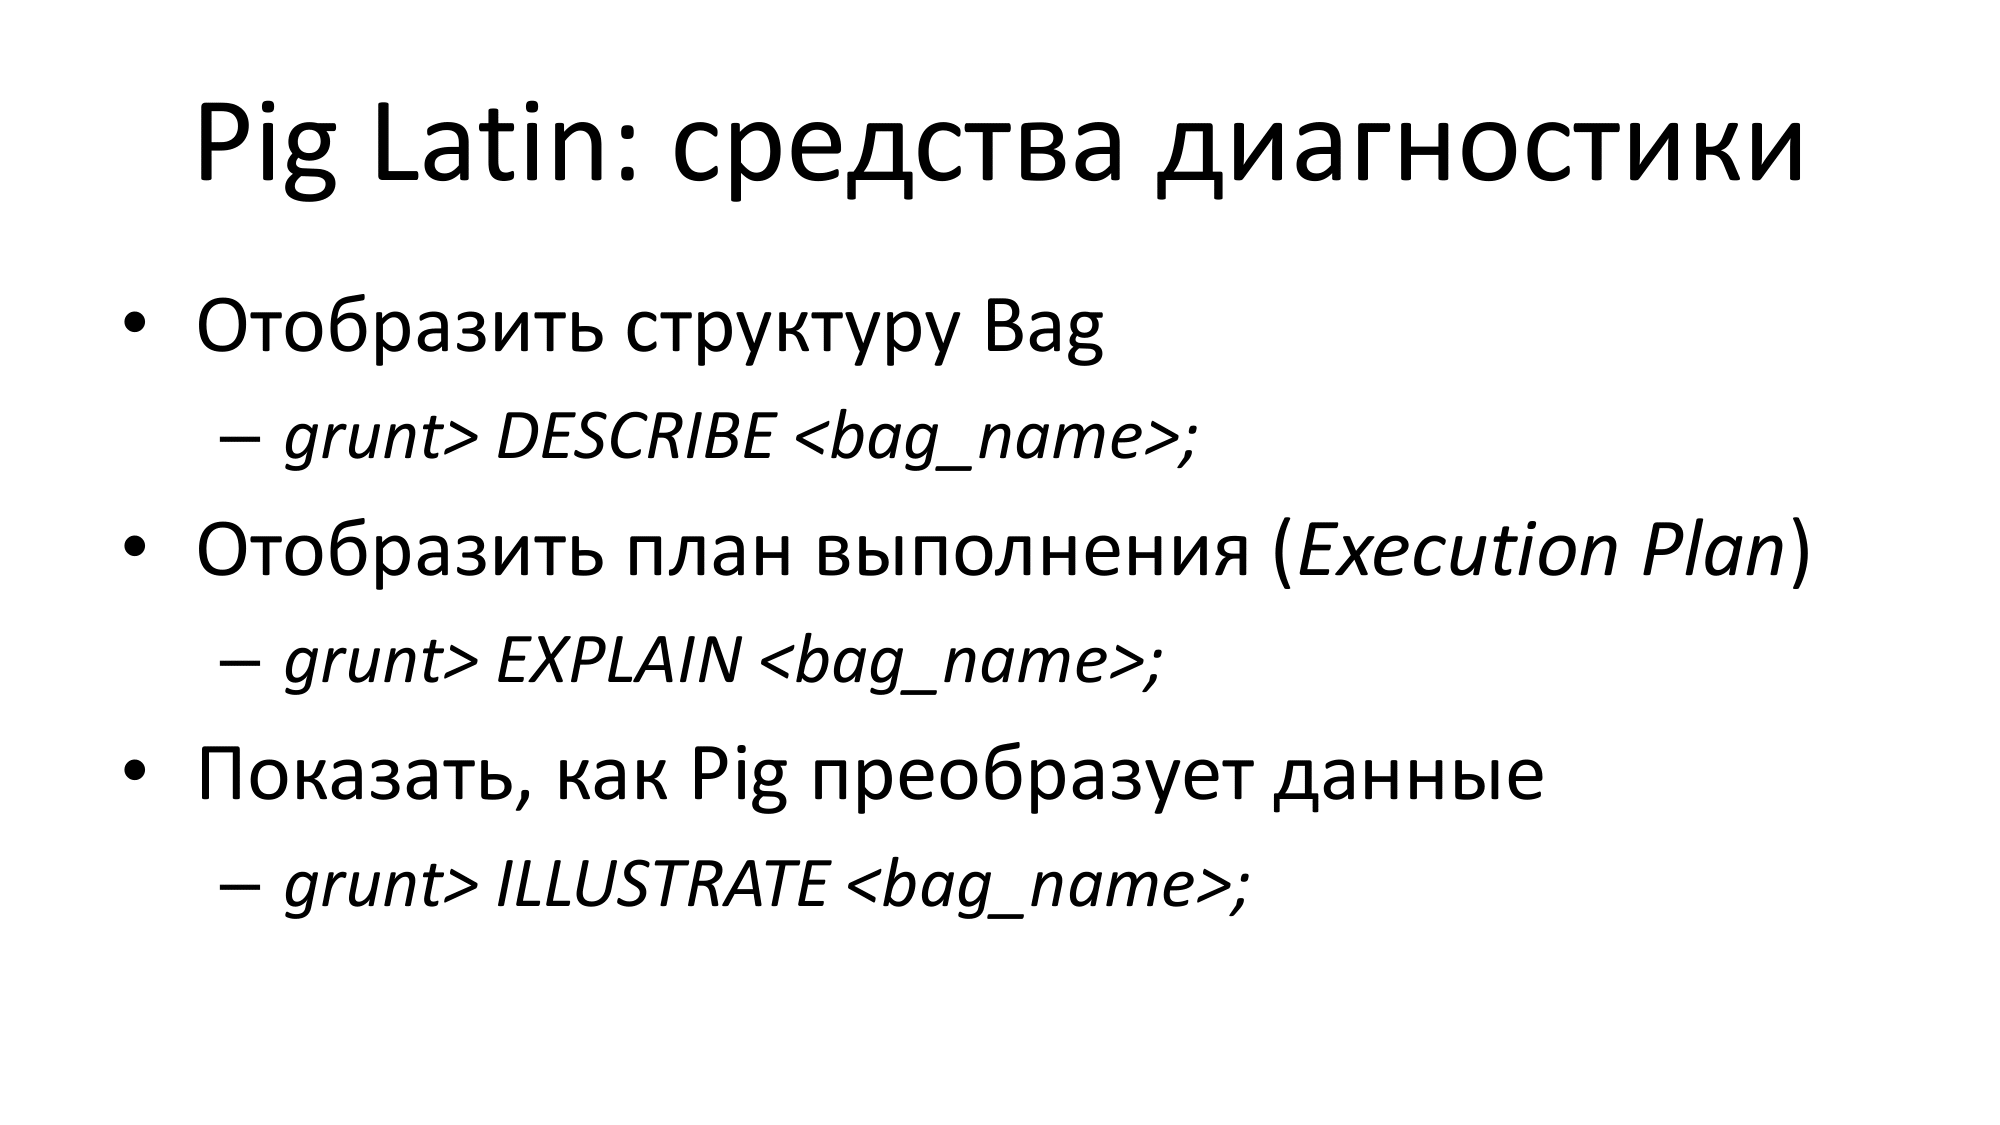 Pig Latin: средства диагностики
• Отобразить структуру Bag
– grunt> DESCRIBE <bag_name>;
• Отобразить план выполнения (Execution Plan)
– grunt> EXPLAIN <bag_name>;
• Показать, как Pig преобразует данные
– grunt> ILLUSTRATE <bag_name>;